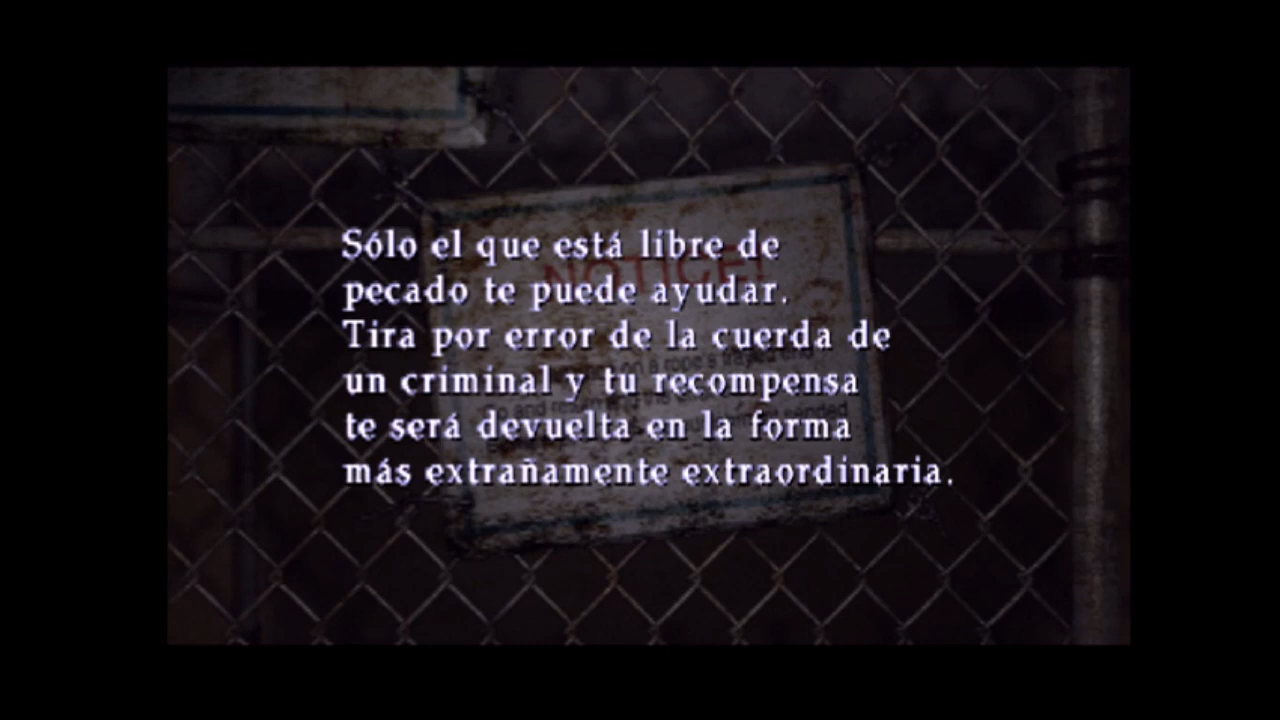 Sólo el que está libre de
pecado te puede ayudar.
Tira por error de la cuerda de
un criminal y tu recompensa
te será devuelta en la forma
más extrañamente extraordinaria.
NOTICE!